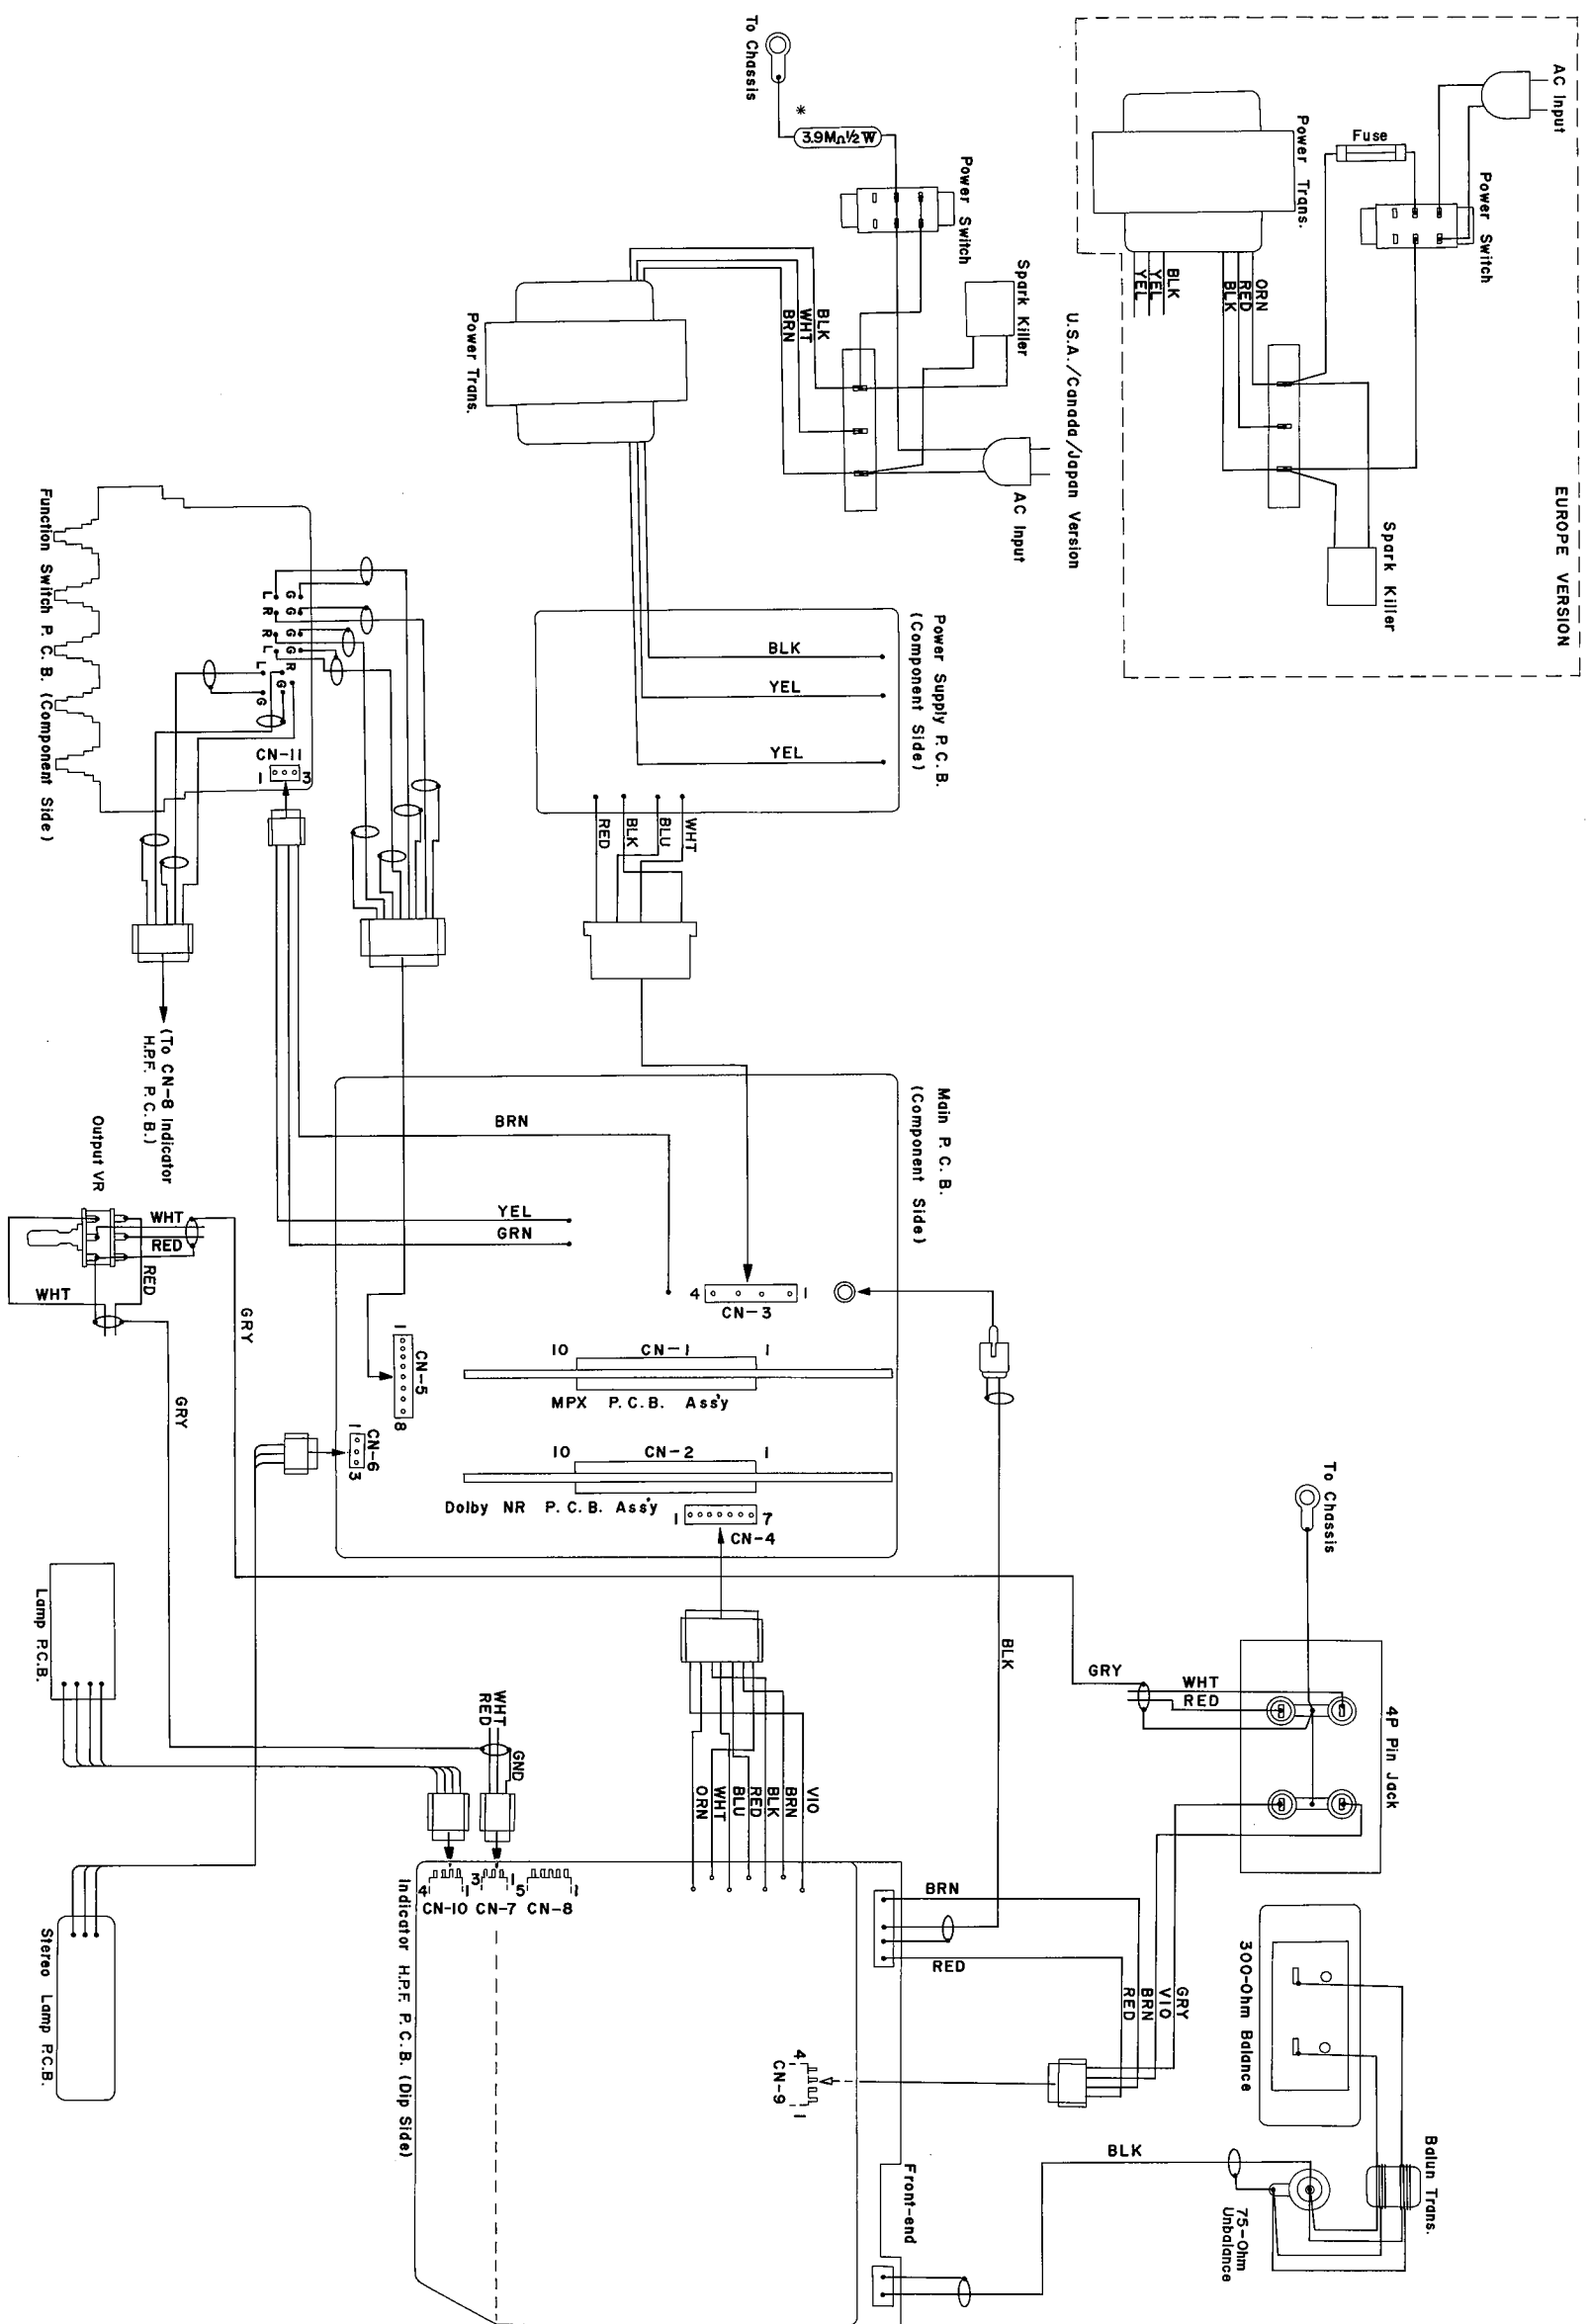 EUROPE VERSION
AC Input
Power Switch
Fuse
Power Trans.
ORN
RED
BLK
BLK
YEL
YEL
Spark Killer
To Chassis
*
3.9MΩ½W
Power Switch
Spark Killer
U.S.A./Canada/Japan Version
BLK
WHT
BRN
AC Input
Power Trans.
Power Supply P.C.B.
(Component Side)
BLK
YEL
YEL
RED
BLK
BLU
WHT
Function Switch P.C.B. (Component Side)
L G
R G
R G
L G
L R
G
G
CN-11
1 3
(To CN-8 Indicator
H.P.F. P.C.B.)
Main P.C.B.
(Component Side)
BRN
YEL
GRN
4 1
CN-3
1 CN-5 8
10 CN-1 1
MPX P.C.B. Ass'y
1 CN-6 3
10 CN-2 1
Dolby NR P.C.B. Ass'y
1 7
CN-4
Output VR
WHT
RED
RED
WHT
GRY
GRY
BLK
To Chassis
4P Pin Jack
GRY
WHT
RED
Lamp P.C.B.
WHT
RED
GND
VIO
BRN
BLK
RED
BLU
WHT
ORN
Stereo Lamp P.C.B.
4 1
CN-10
3 1
CN-7
5 1
CN-8
Indicator H.P.F. P.C.B. (Dip Side)
BRN
RED
GRY
VIO
BRN
RED
4 CN-9 1
Front-end
300-Ohm Balance
Balun Trans.
BLK
75-Ohm
Unbalance